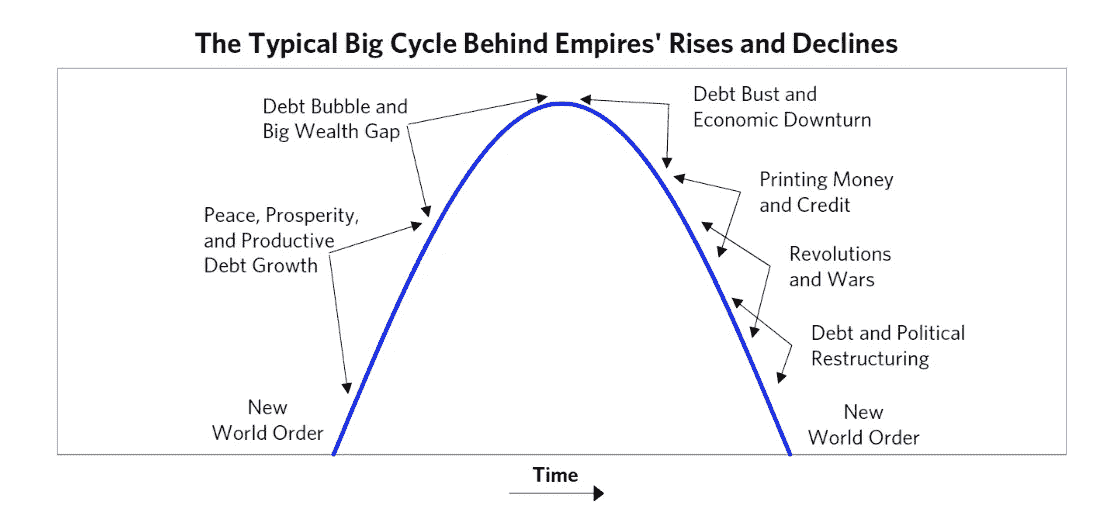 The Typical Big Cycle Behind Empires' Rises and Declines
Debt Bubble and
Big Wealth Gap
Peace, Prosperity,
and Productive
Debt Growth
New
World Order
Debt Bust and
Economic Downturn
Printing Money
and Credit
Revolutions
and Wars
Debt and Political
Restructuring
New
World Order
Time